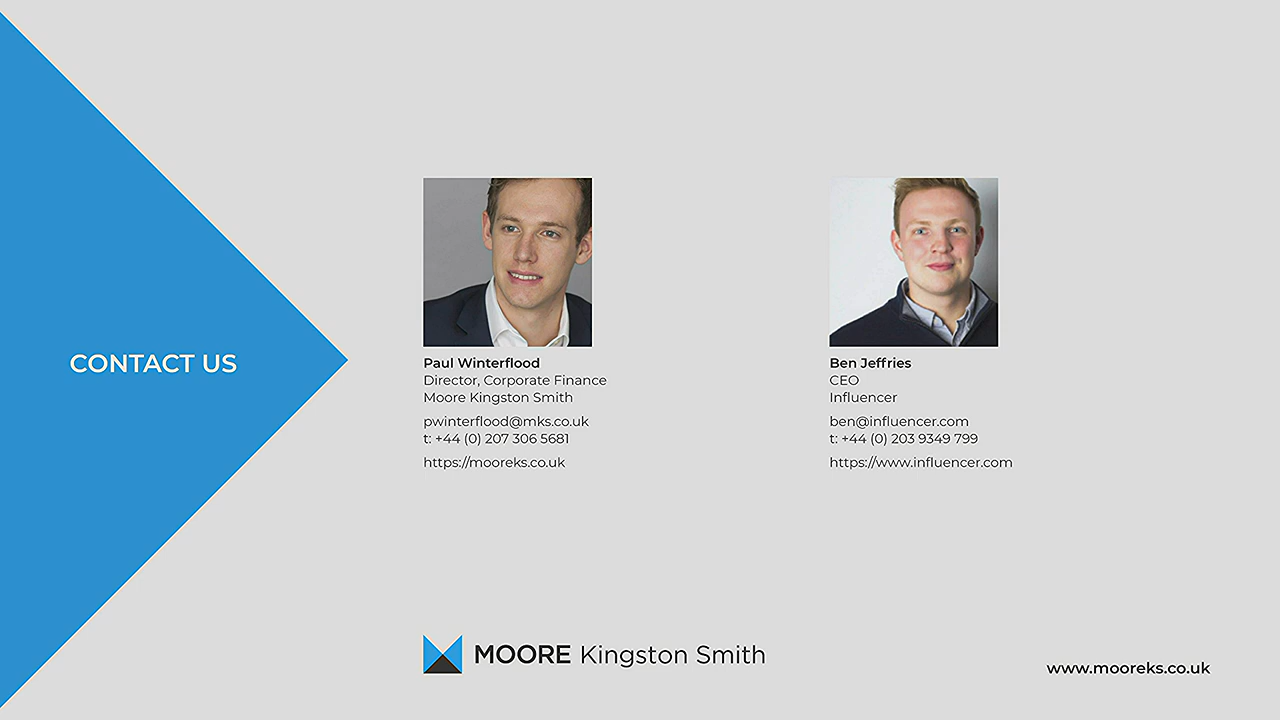 CONTACT US
Paul Winterflood
Director, Corporate Finance
Moore Kingston Smith
pwinterflood@mks.co.uk
t: +44 (0) 207 306 5681
https://mooreks.co.uk
Ben Jeffries
CEO
Influencer
ben@influencer.com
t: +44 (0) 203 9349 799
https://www.influencer.com
MOORE Kingston Smith
www.mooreks.co.uk